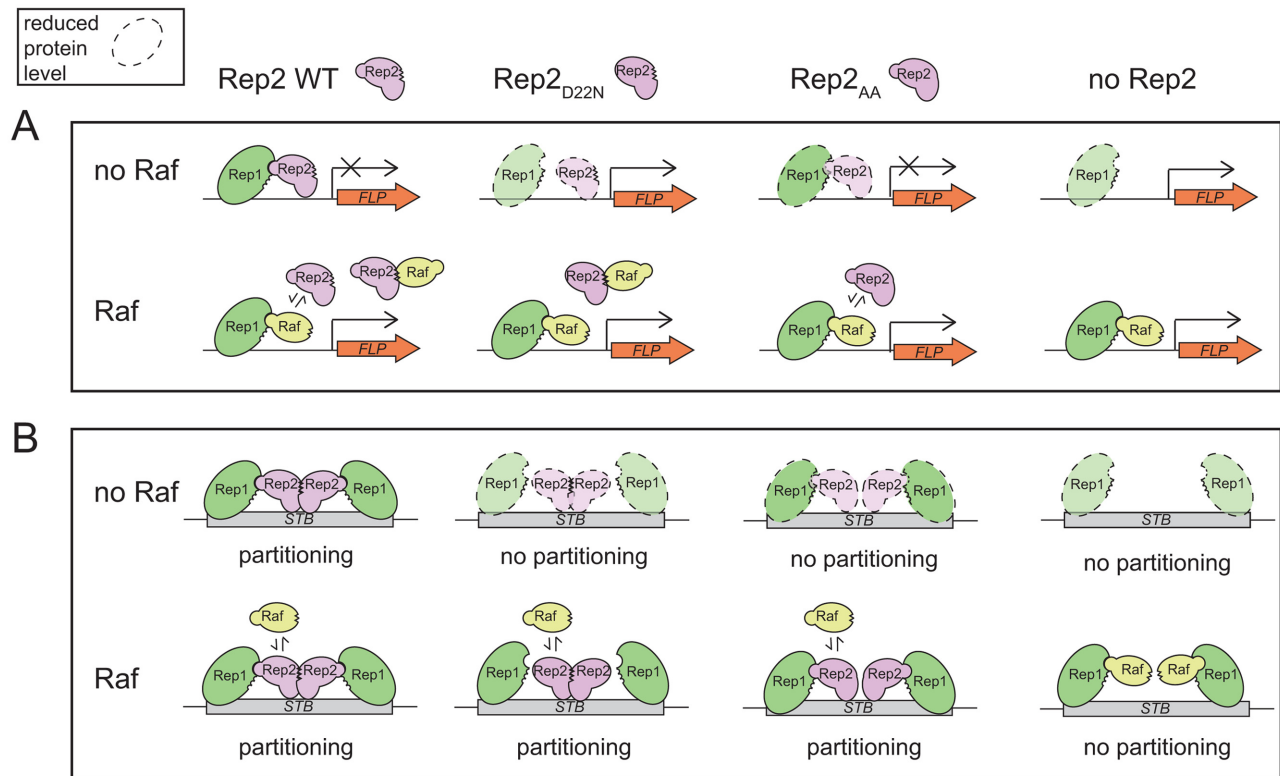 reduced
protein
level
Rep2 WT Rep2 Rep2D22N Rep2 Rep2AA Rep2 no Rep2
A
no Raf
Rep1 Rep2 FLP Rep1 Rep2 FLP Rep1 Rep2 FLP Rep1 FLP
Rep2 Rep2 Raf Rep2 Raf Rep2
Raf
Rep1 Raf FLP Rep1 Raf FLP Rep1 Raf FLP Rep1 Raf FLP
B
no Raf
Rep1 Rep2 Rep2 Rep1 Rep1 Rep2 Rep2 Rep1 Rep1 Rep2 Rep2 Rep1 Rep1 Rep1
STB STB STB STB
partitioning no partitioning no partitioning no partitioning
Raf Raf Raf
Raf
Rep1 Rep2 Rep2 Rep1 Rep1 Rep2 Rep2 Rep1 Rep1 Rep2 Rep2 Rep1 Rep1 Raf Raf Rep1
STB STB STB STB
partitioning partitioning partitioning no partitioning